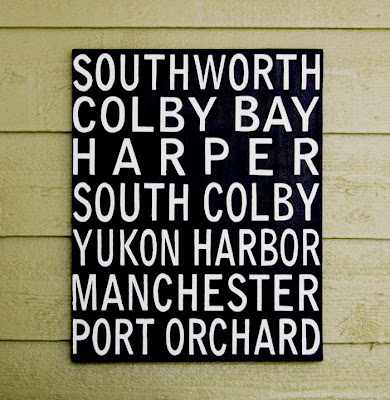 SOUTHWORTH
COLBY BAY
HARPER
SOUTH COLBY
YUKON HARBOR
MANCHESTER
PORT ORCHARD